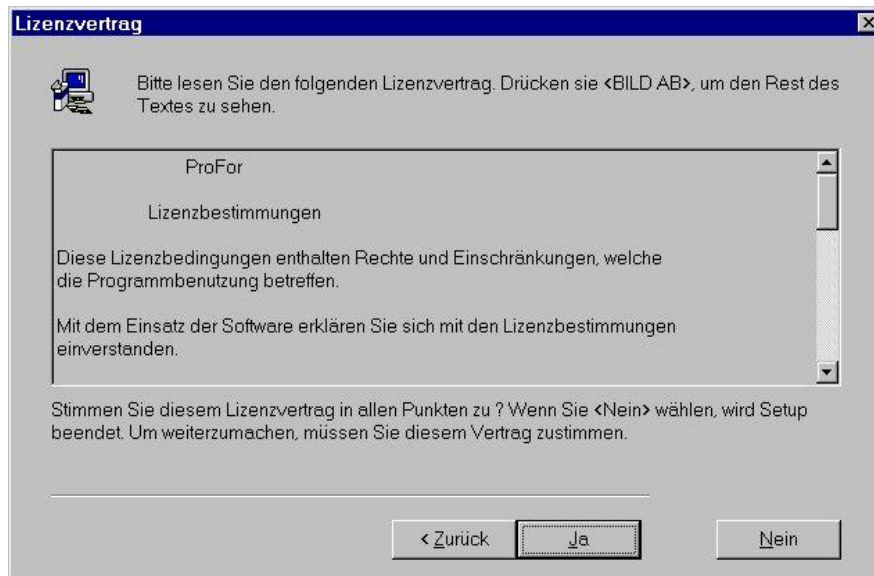 Lizenzvertrag
Bitte lesen Sie den folgenden Lizenzvertrag. Drücken sie <BILD AB>, um den Rest des
Textes zu sehen.
ProFor
Lizenzbestimmungen
Diese Lizenzbedingungen enthalten Rechte und Einschränkungen, welche
die Programmbenutzung betreffen.
Mit dem Einsatz der Software erklären Sie sich mit den Lizenzbestimmungen
einverstanden.
Stimmen Sie diesem Lizenzvertrag in allen Punkten zu ? Wenn Sie <Nein> wählen, wird Setup
beendet. Um weiterzumachen, müssen Sie diesem Vertrag zustimmen.
< Zurück Ja Nein